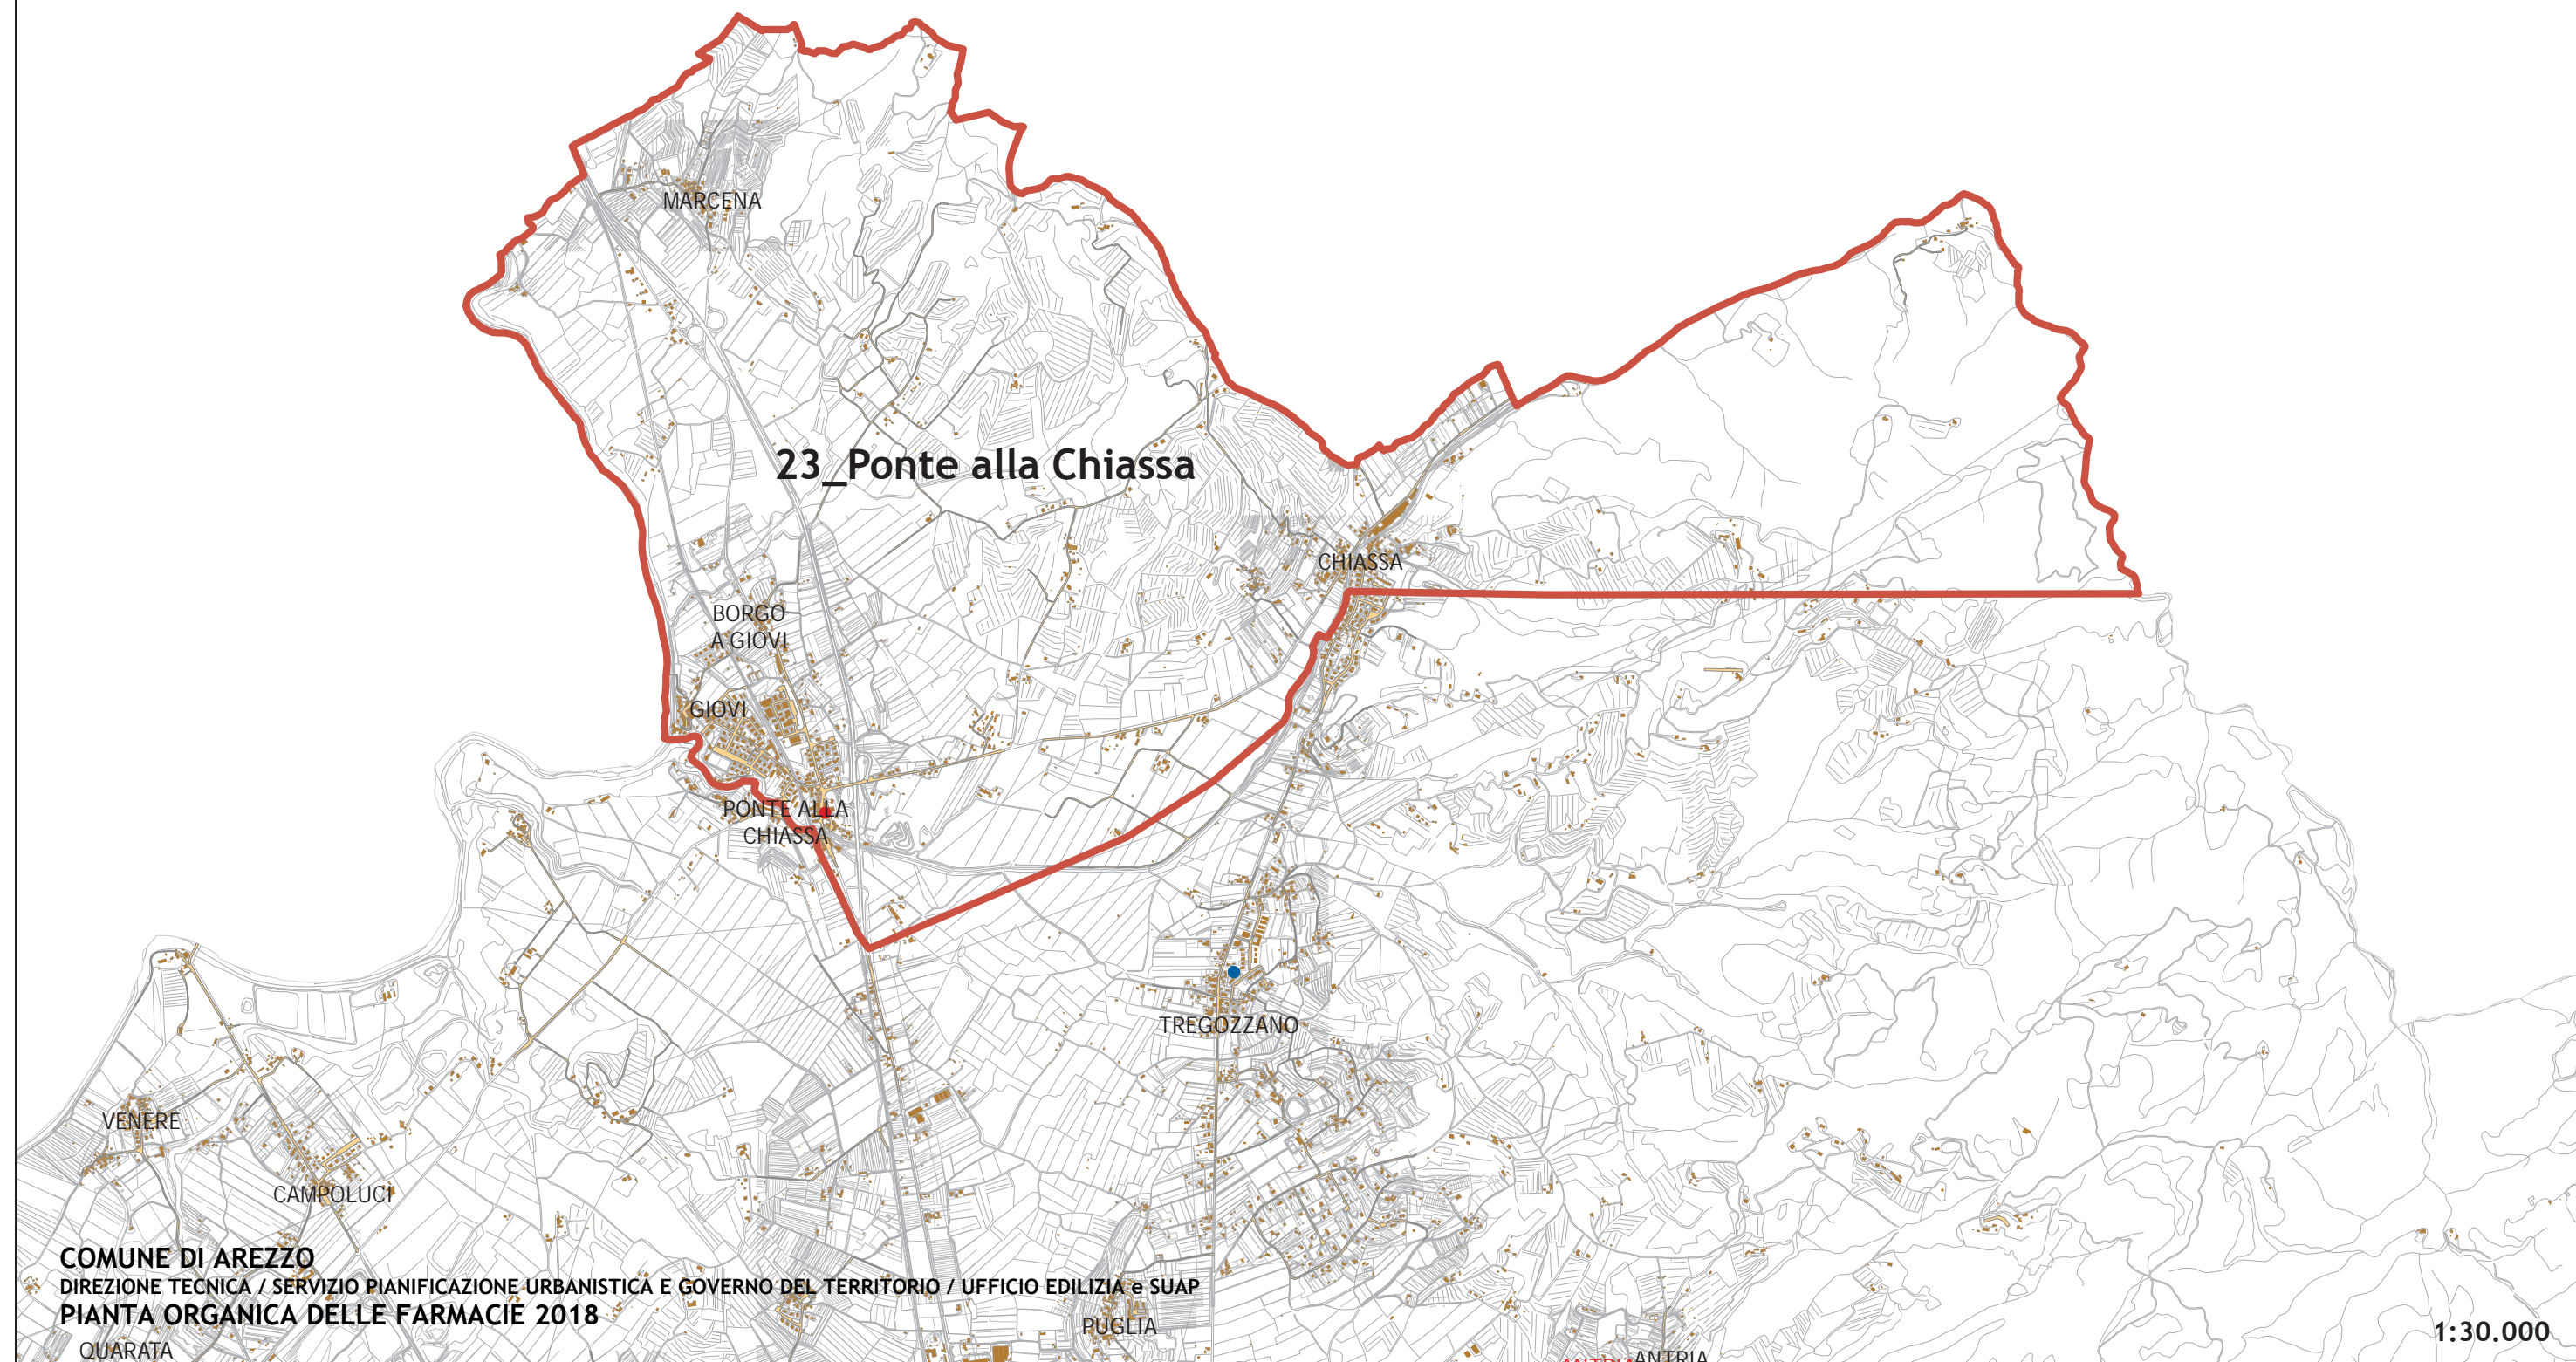 MARCENA
23_Ponte alla Chiassa
CHIASSA
BORGO
A GIOVI
GIOVI
PONTE ALLA
CHIASSA
TREGOZZANO
VENERE
CAMPOLUCI
COMUNE DI AREZZO
DIREZIONE TECNICA / SERVIZIO PIANIFICAZIONE URBANISTICA E GOVERNO DEL TERRITORIO / UFFICIO EDILIZIA e SUAP
PIANTA ORGANICA DELLE FARMACIE 2018
PUGLIA
1:30.000
QUARATA
ANTRIA
ANTRIA